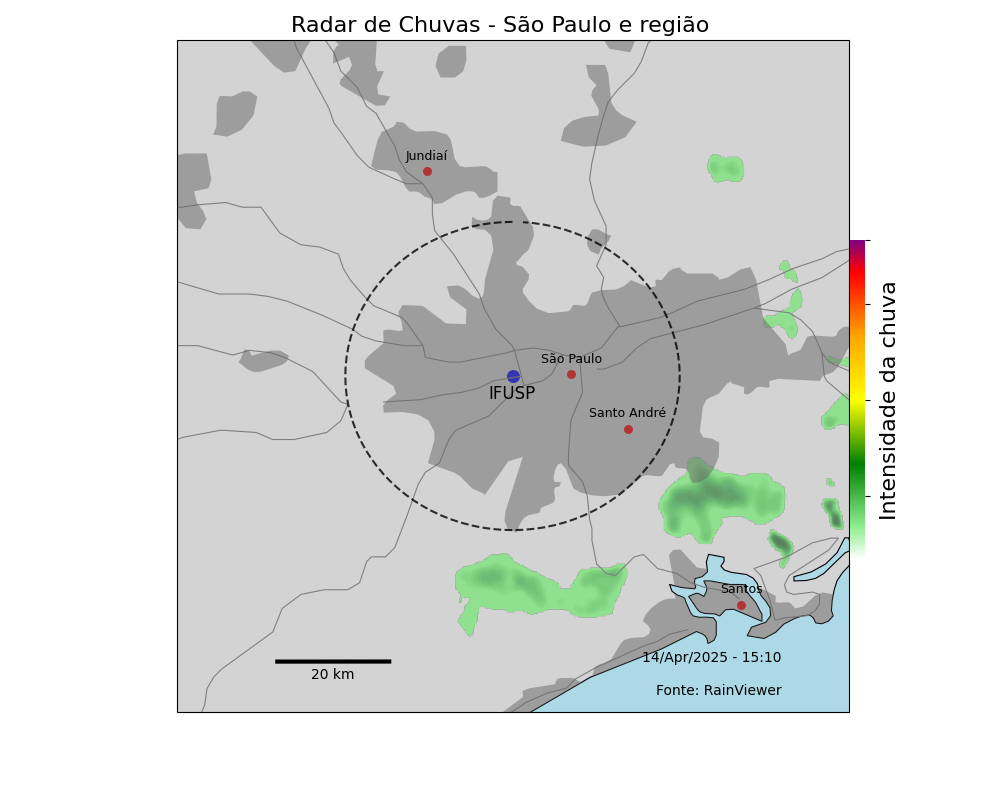 Radar de Chuvas - São Paulo e região
Jundiaí
São Paulo
IFUSP
Santo André
Intensidade da chuva
Santos
14/Apr/2025 - 15:10
20 km
Fonte: RainViewer